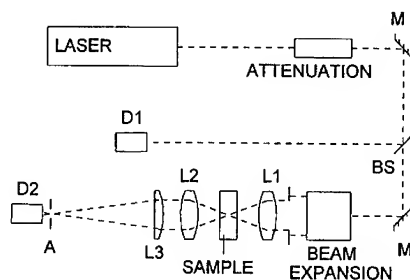 LASER
M
ATTENUATION
D1
BS
D2
L2
L1
A
L3
SAMPLE
BEAM
EXPANSION
M